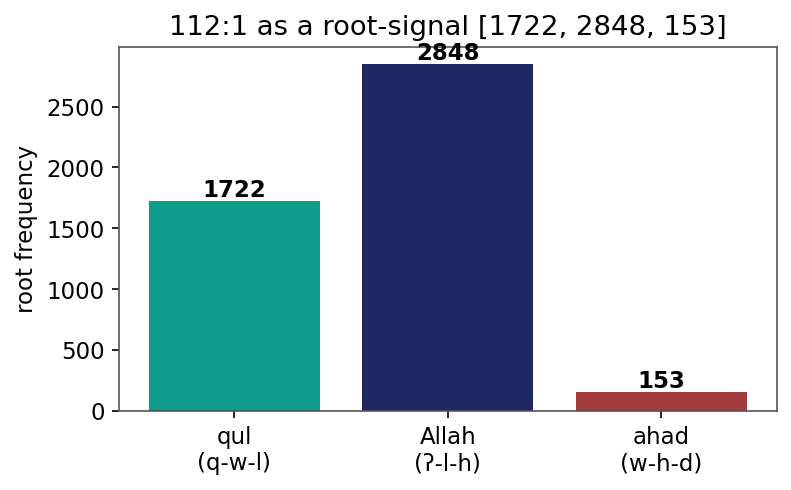 112:1 as a root-signal [1722, 2848, 153]
root frequency
2500
2000
1500
1000
500
0
1722
2848
153
qul
(q-w-l)
Allah
(ʔ-l-h)
ahad
(w-h-d)